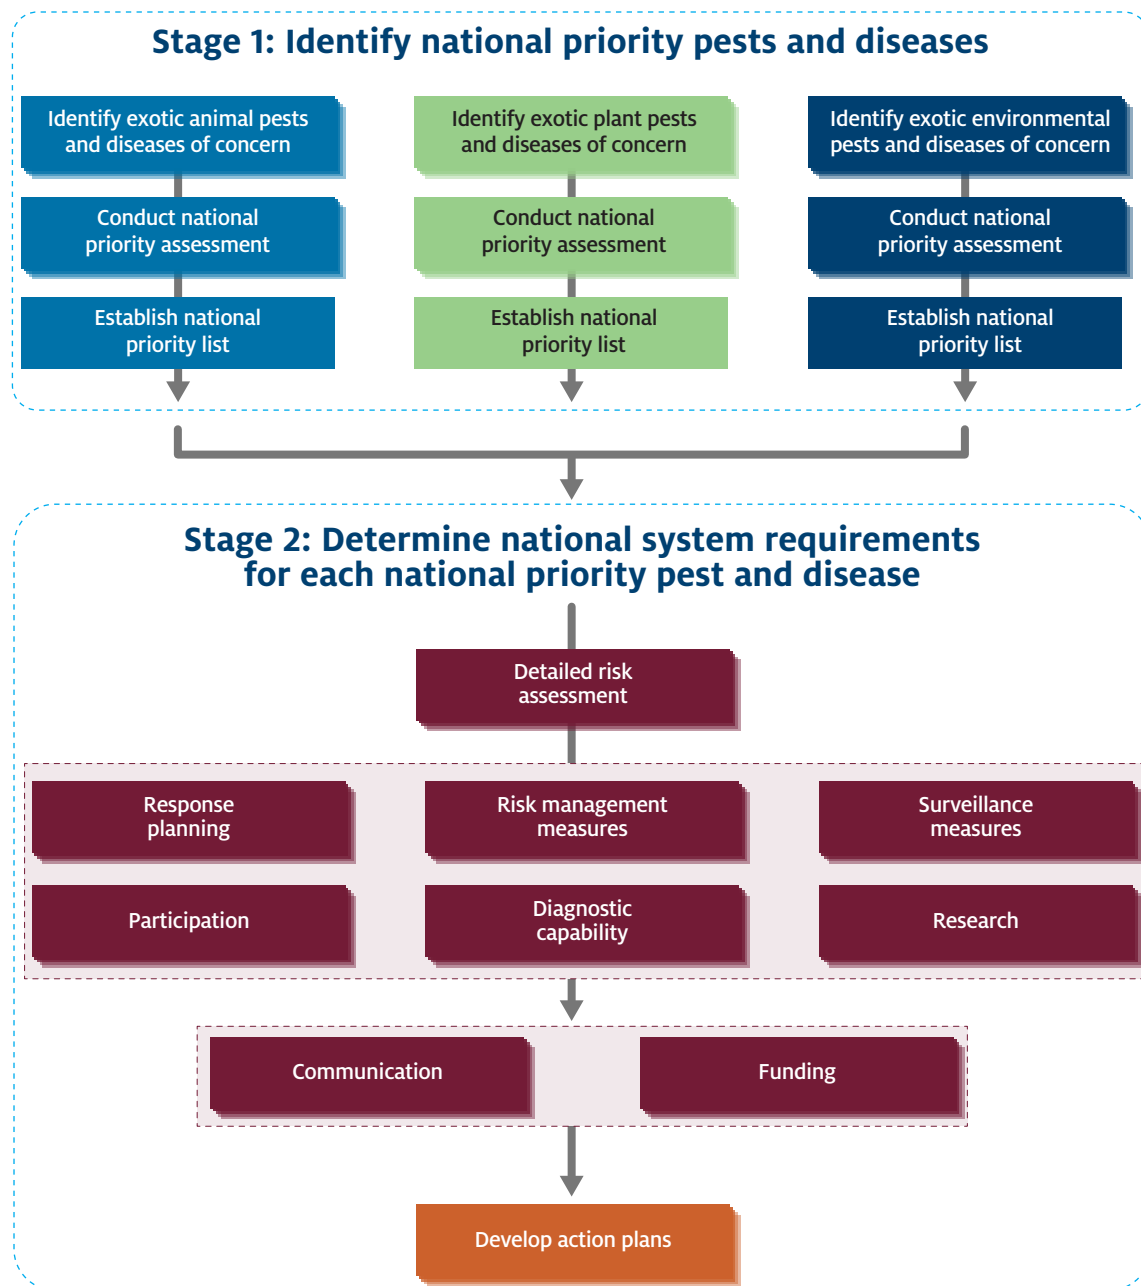 Stage 1: Identify national priority pests and diseases
Identify exotic animal pests
and diseases of concern
Identify exotic plant pests
and diseases of concern
Identify exotic environmental
pests and diseases of concern
Conduct national
priority assessment
Conduct national
priority assessment
Conduct national
priority assessment
Establish national
priority list
Establish national
priority list
Establish national
priority list
Stage 2: Determine national system requirements
for each national priority pest and disease
Detailed risk
assessment
Response
planning
Risk management
measures
Surveillance
measures
Participation
Diagnostic
capability
Research
Communication
Funding
Develop action plans